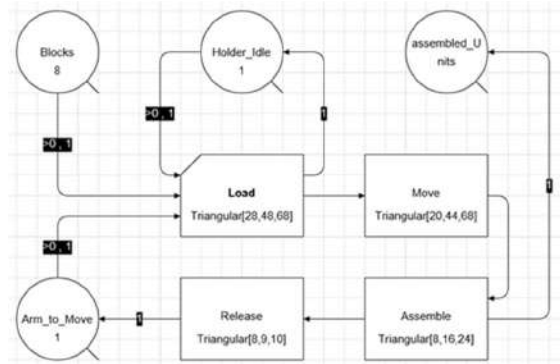 Blocks
8
Holder_Idle
1
assembled_U
nits
>0 , 1
>0 , 1
1
Load
Triangular[28,48,68]
Move
Triangular[20,44,68]
1
>0 , 1
Arm_to_Move
1
1
Release
Triangular[8,9,10]
Assemble
Triangular[8,16,24]